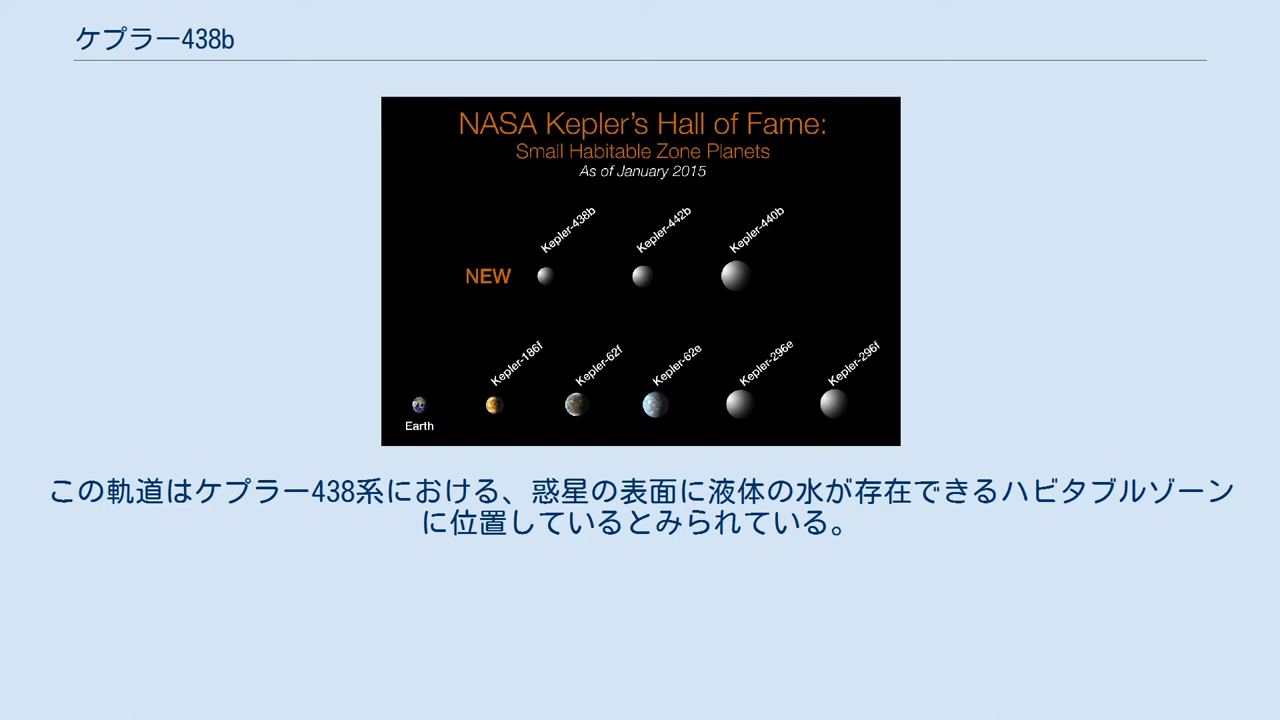 ケプラー438b
NASA Kepler's Hall of Fame:
Small Habitable Zone Planets
As of January 2015
Kepler-438b
Kepler-442b
Kepler-440b
NEW
Kepler-186f
Kepler-62f
Kepler-62e
Kepler-296e
Kepler-296f
Earth
この軌道はケプラー438系における、惑星の表面に液体の水が存在できるハビタブルゾーン
に位置しているとみられている。